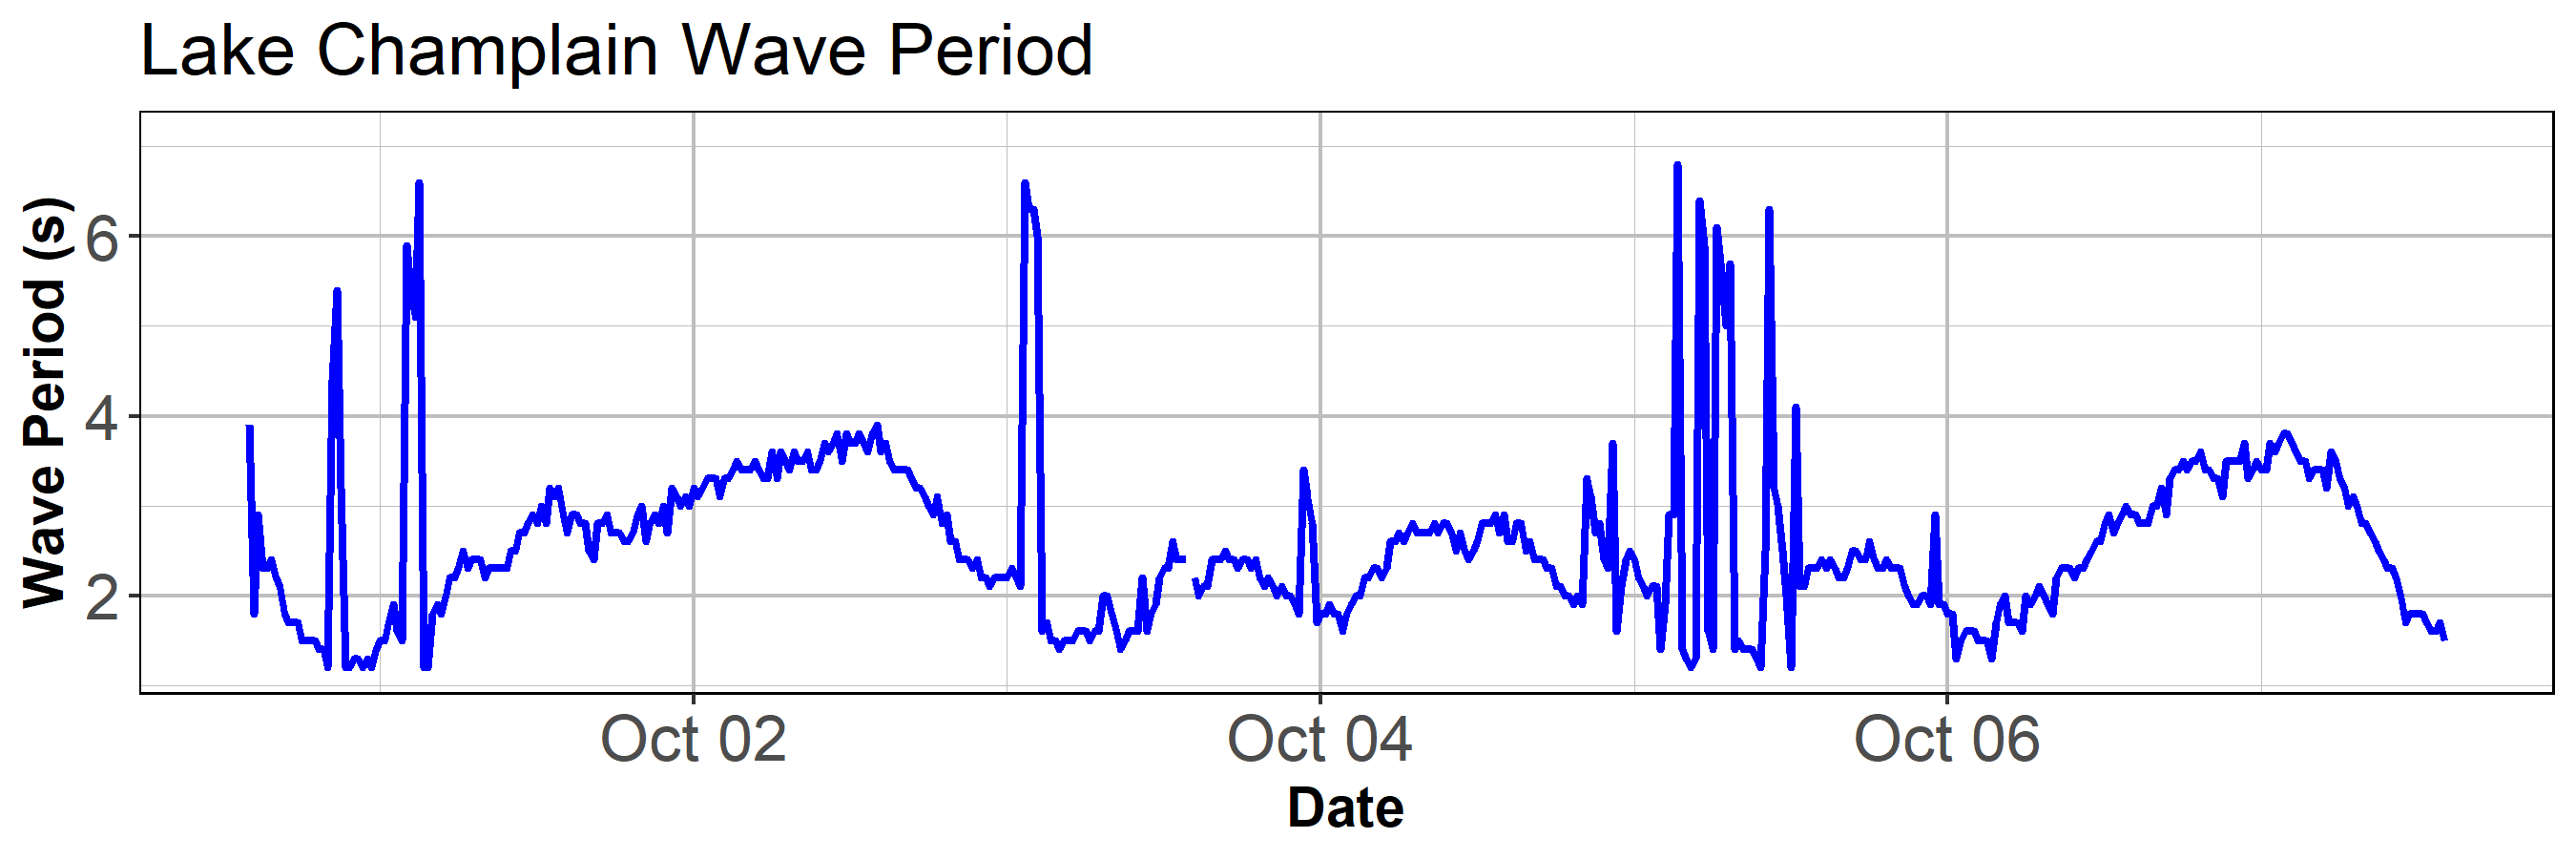 Lake Champlain Wave Period
Wave Period (s)
6
4
2
Oct 02
Oct 04
Oct 06
Date